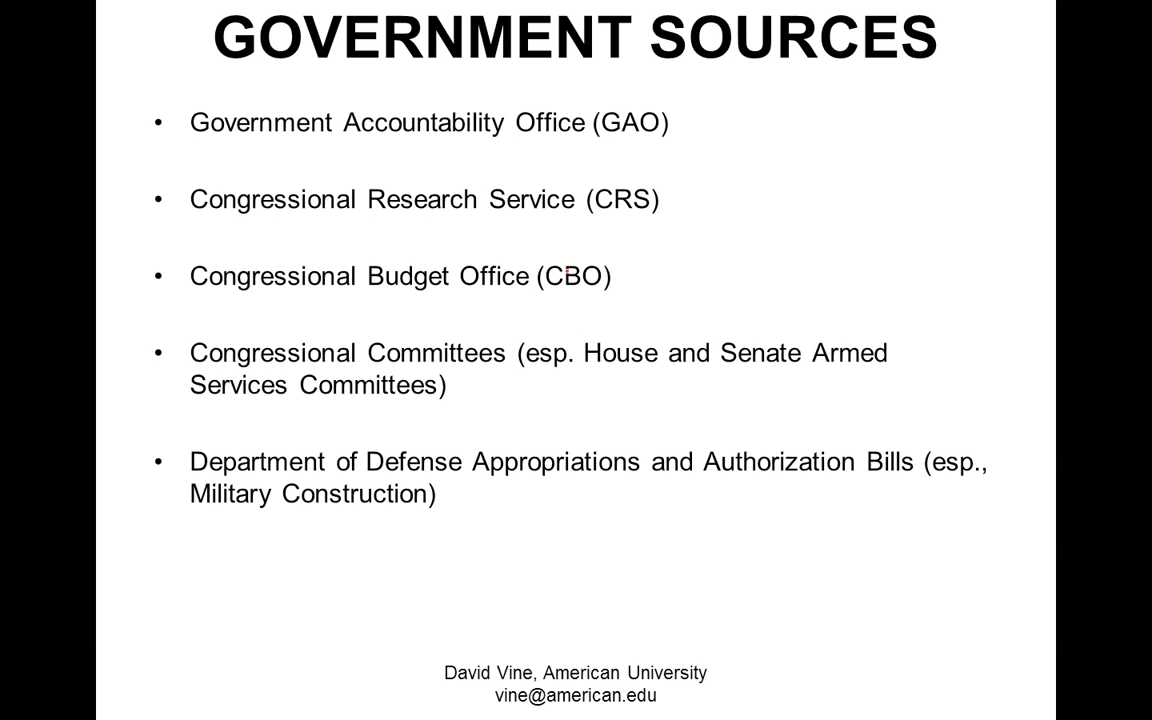 GOVERNMENT SOURCES
• Government Accountability Office (GAO)
• Congressional Research Service (CRS)
• Congressional Budget Office (CBO)
• Congressional Committees (esp. House and Senate Armed
Services Committees)
• Department of Defense Appropriations and Authorization Bills (esp.,
Military Construction)
David Vine, American University
vine@american.edu